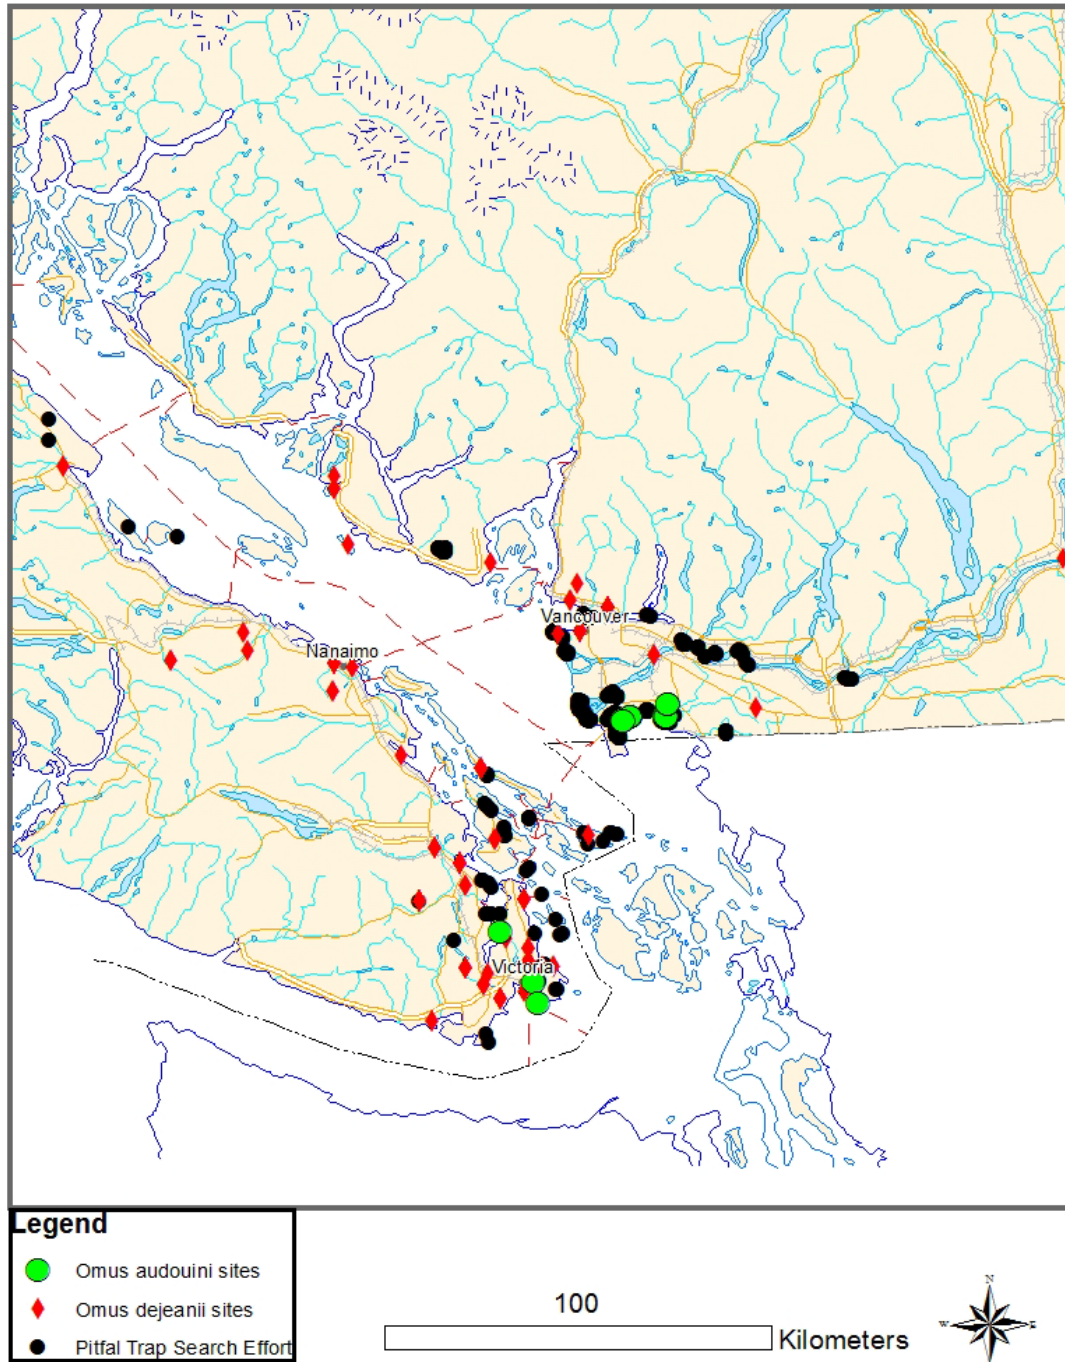 Vancouver
Nanaimo
Victoria
Legend
Omus audouini sites
Omus dejeanii sites
Pitfal Trap Search Effort
100
Kilometers
N
W
E
S